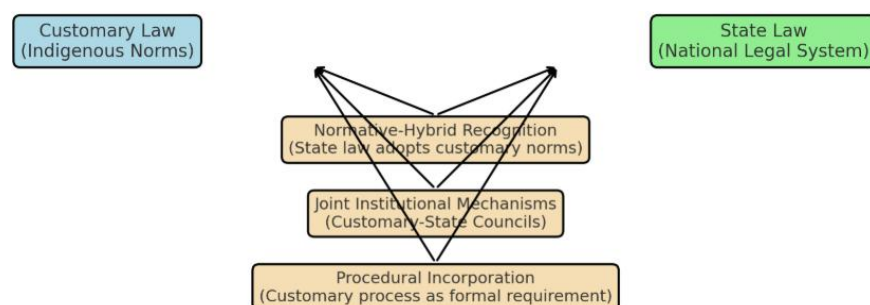 Customary Law
(Indigenous Norms)
State Law
(National Legal System)
Normative-Hybrid Recognition
(State law adopts customary norms)
Joint Institutional Mechanisms
(Customary-State Councils)
Procedural Incorporation
(Customary process as formal requirement)